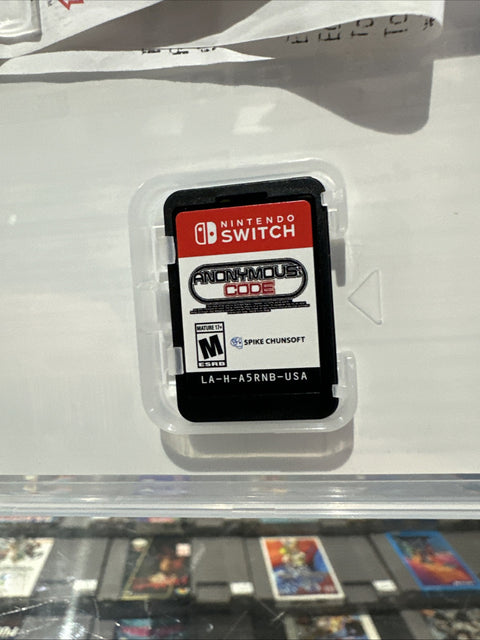 NINTENDO
SWITCH
ANONYMOUS;
CODE
MATURE 17+
M
ESRB
SPIKE CHUNSOFT
LA-H-A5RNB-USA